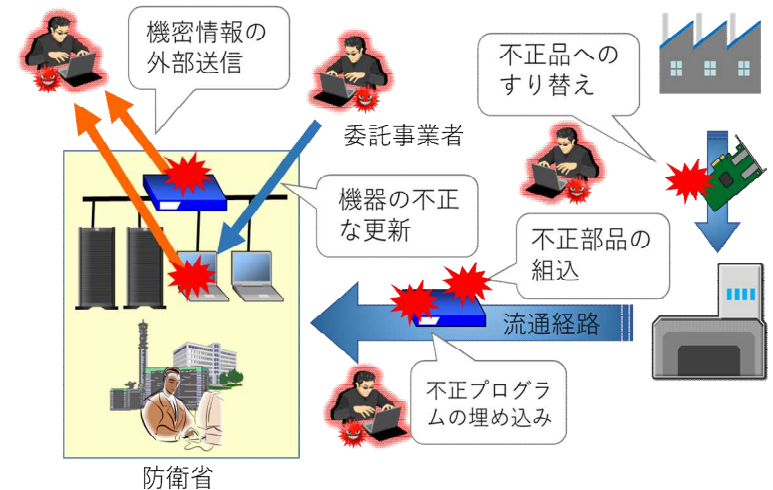 機密情報の
外部送信
不正品への
すり替え
委託事業者
機器の不正
な更新
不正部品の
組込
流通経路
不正プログラ
ムの埋め込み
防衛省